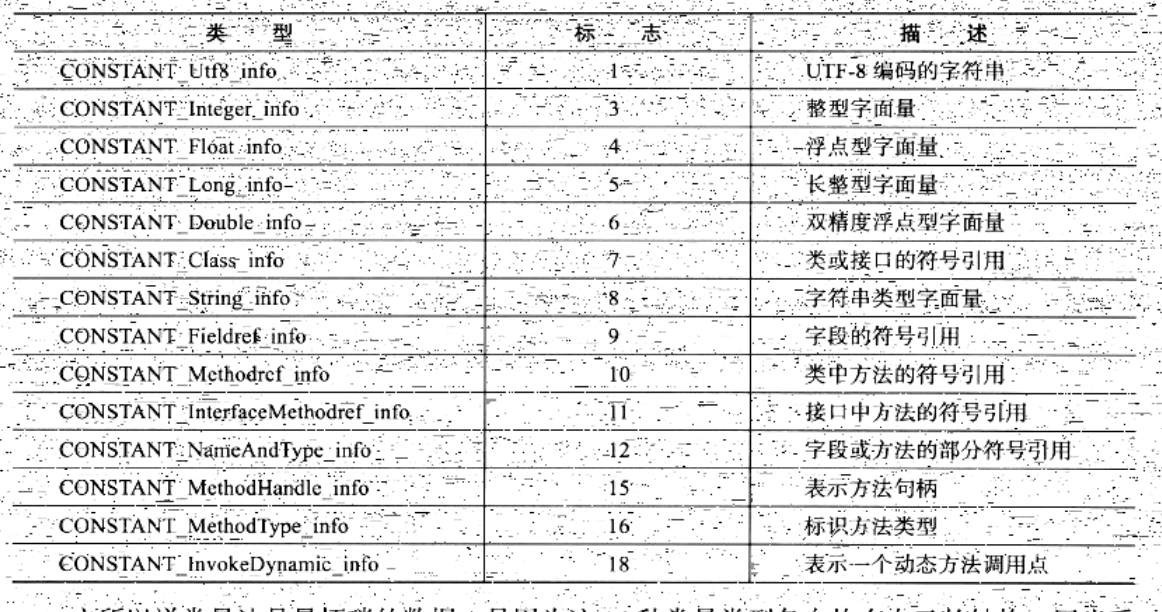 类 型 标 志 描 述
CONSTANT_Utf8_info 1 UTF-8 编码的字符串
CONSTANT_Integer_info 3 整型字面量
CONSTANT_Float_info 4 浮点型字面量
CONSTANT_Long_info 5 长整型字面量
CONSTANT_Double_info 6 双精度浮点型字面量
CONSTANT_Class_info 7 类或接口的符号引用
CONSTANT_String_info 8 字符串类型字面量
CONSTANT_Fieldref_info 9 字段的符号引用
CONSTANT_Methodref_info 10 类中方法的符号引用
CONSTANT_InterfaceMethodref_info 11 接口中方法的符号引用
CONSTANT_NameAndType_info 12 字段或方法的部分符号引用
CONSTANT_MethodHandle_info 15 表示方法句柄
CONSTANT_MethodType_info 16 标识方法类型
CONSTANT_InvokeDynamic_info 18 表示一个动态方法调用点